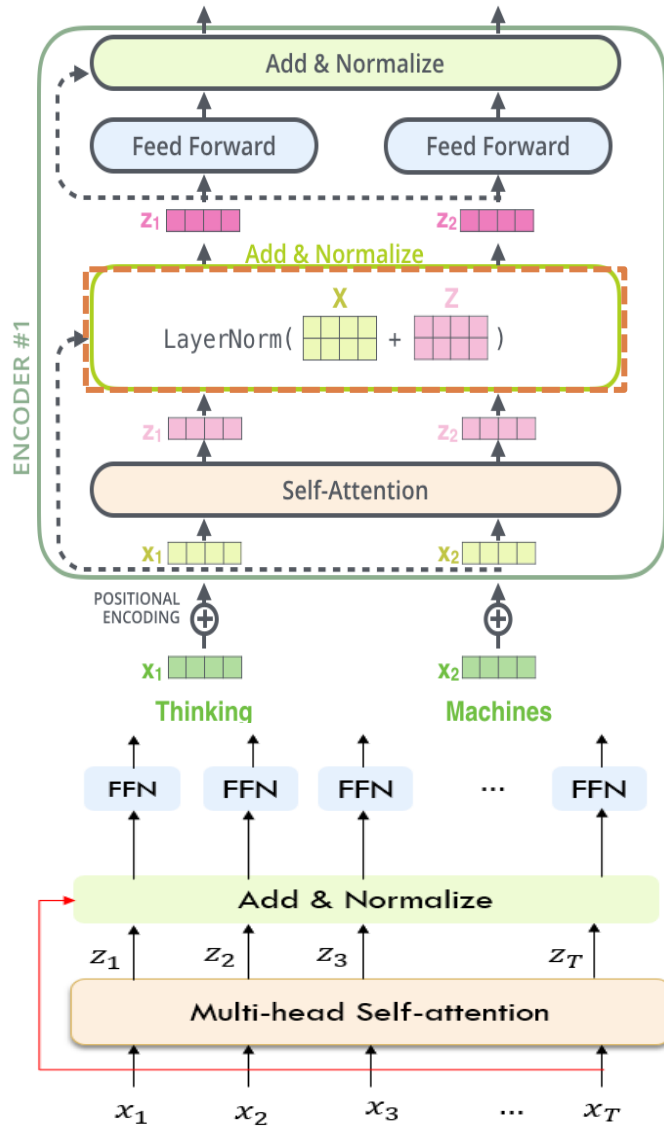 Add & Normalize
Feed Forward Feed Forward
z1 z2
Add & Normalize
X Z
LayerNorm( + )
ENCODER #1
z1 z2
Self-Attention
x1 x2
POSITIONAL
ENCODING
x1 x2
Thinking Machines
FFN FFN FFN ... FFN
Add & Normalize
z1 z2 z3 zT
Multi-head Self-attention
x1 x2 x3 ... xT